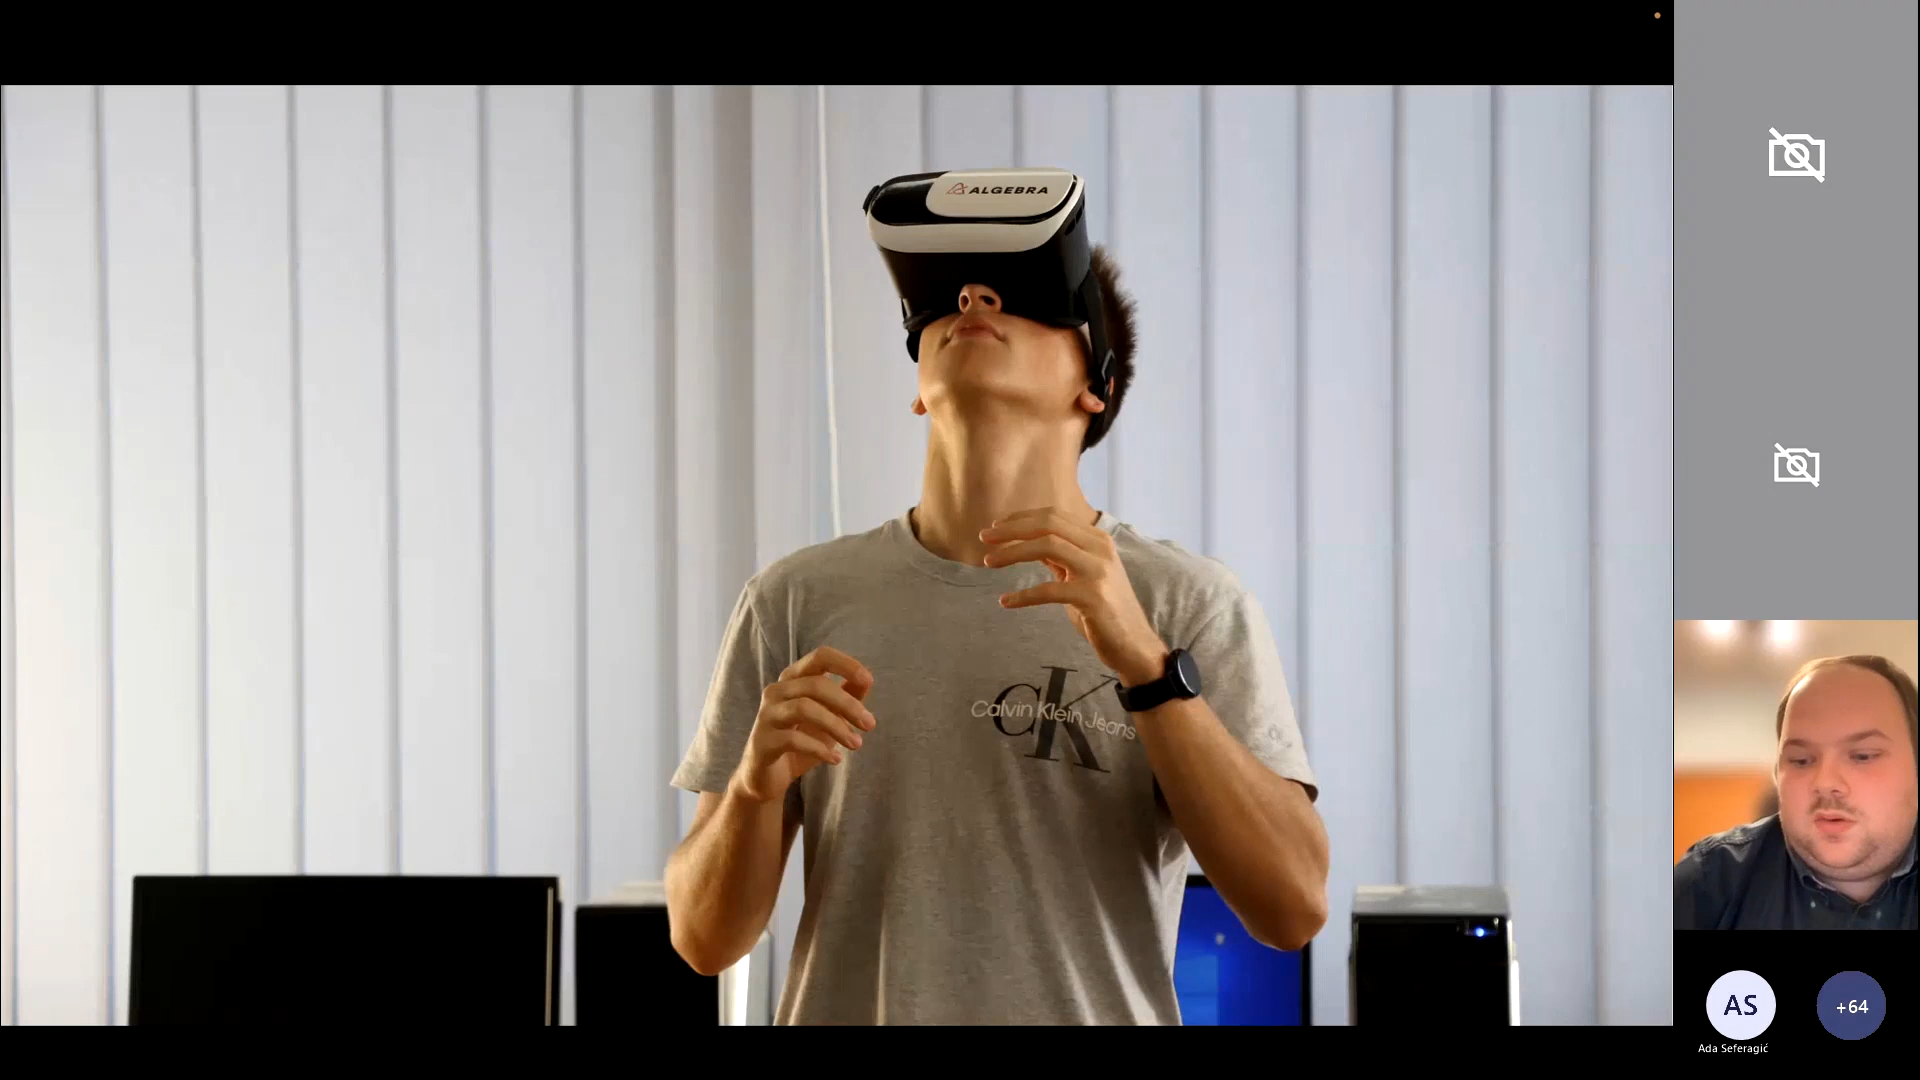 ALGEBRA
Calvin Klein Jeans
CK
AS
+64
Ada Seferagić